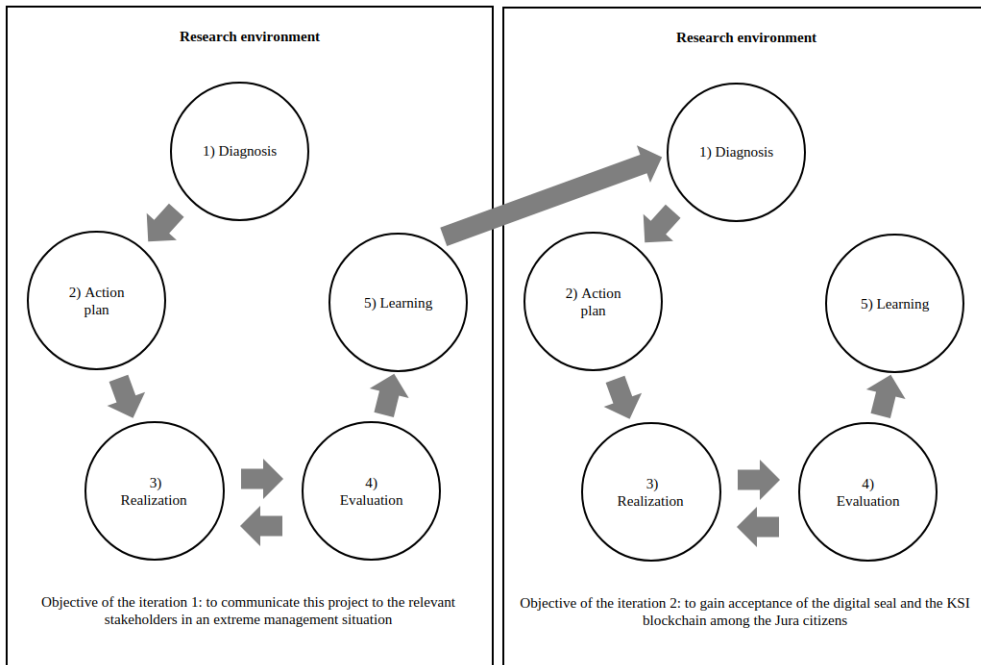 Research environment
1) Diagnosis
2) Action
plan
5) Learning
3)
Realization
4)
Evaluation
Objective of the iteration 1: to communicate this project to the relevant
stakeholders in an extreme management situation
Research environment
1) Diagnosis
2) Action
plan
5) Learning
3)
Realization
4)
Evaluation
Objective of the iteration 2: to gain acceptance of the digital seal and the KSI
blockchain among the Jura citizens